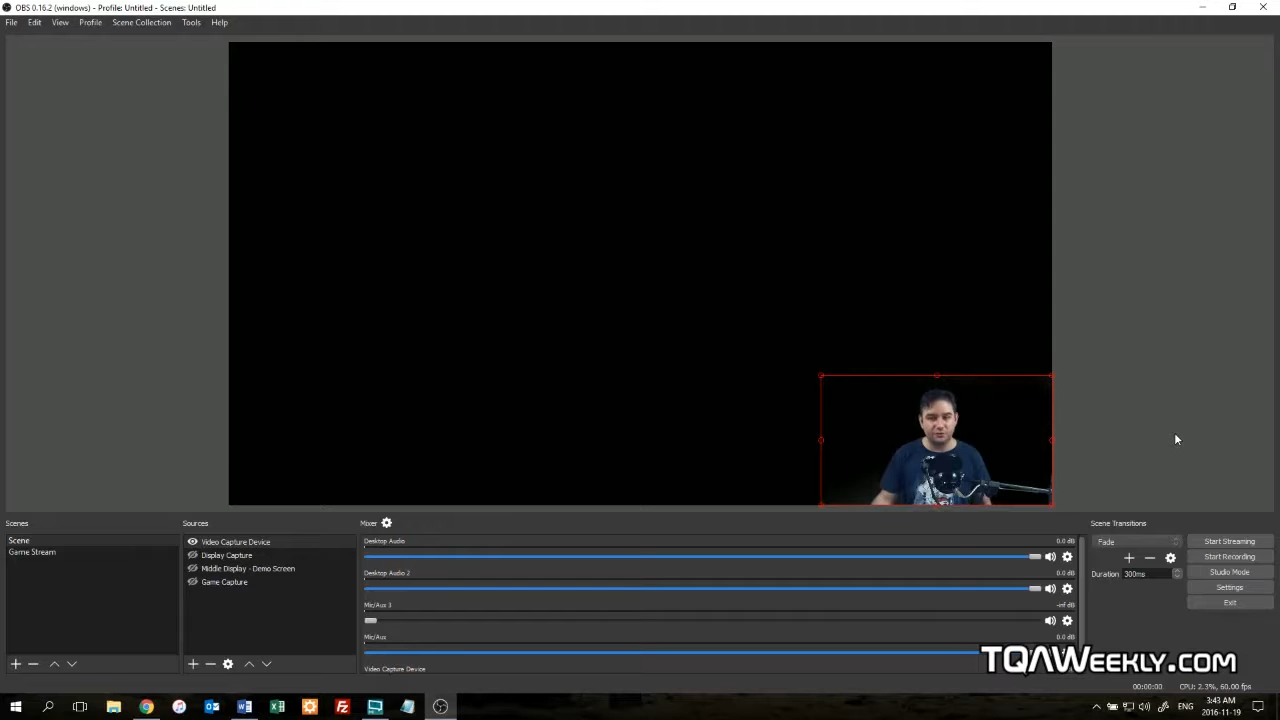 OBS 0.16.2 (windows) - Profile: Untitled - Scenes: Untitled
File Edit View Profile Scene Collection Tools Help
Scenes
Scene
Game Stream
Sources
Video Capture Device
Display Capture
Middle Display - Demo Screen
Game Capture
Mixer
Desktop Audio 0.0 dB
Desktop Audio 2 0.0 dB
Mic/Aux 3 -inf dB
Mic/Aux 0.0 dB
Video Capture Device
Scene Transitions
Fade
Duration 300ms
Start Streaming
Start Recording
Studio Mode
Settings
Exit
TQAWeekly.com
00:00:00 CPU: 2.3%, 60.00 fps
ENG
3:43 AM
2016-11-19